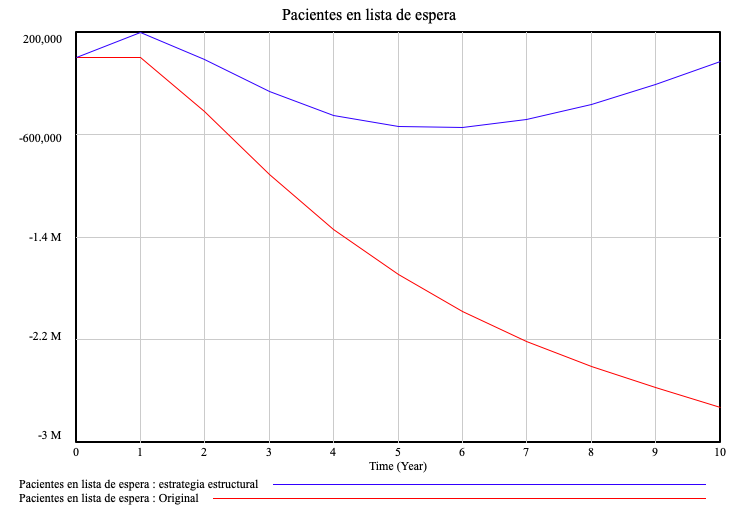 Pacientes en lista de espera
200,000
-600,000
-1.4 M
-2.2 M
-3 M
0 1 2 3 4 5 6 7 8 9 10
Time (Year)
Pacientes en lista de espera : estrategia estructural
Pacientes en lista de espera : Original